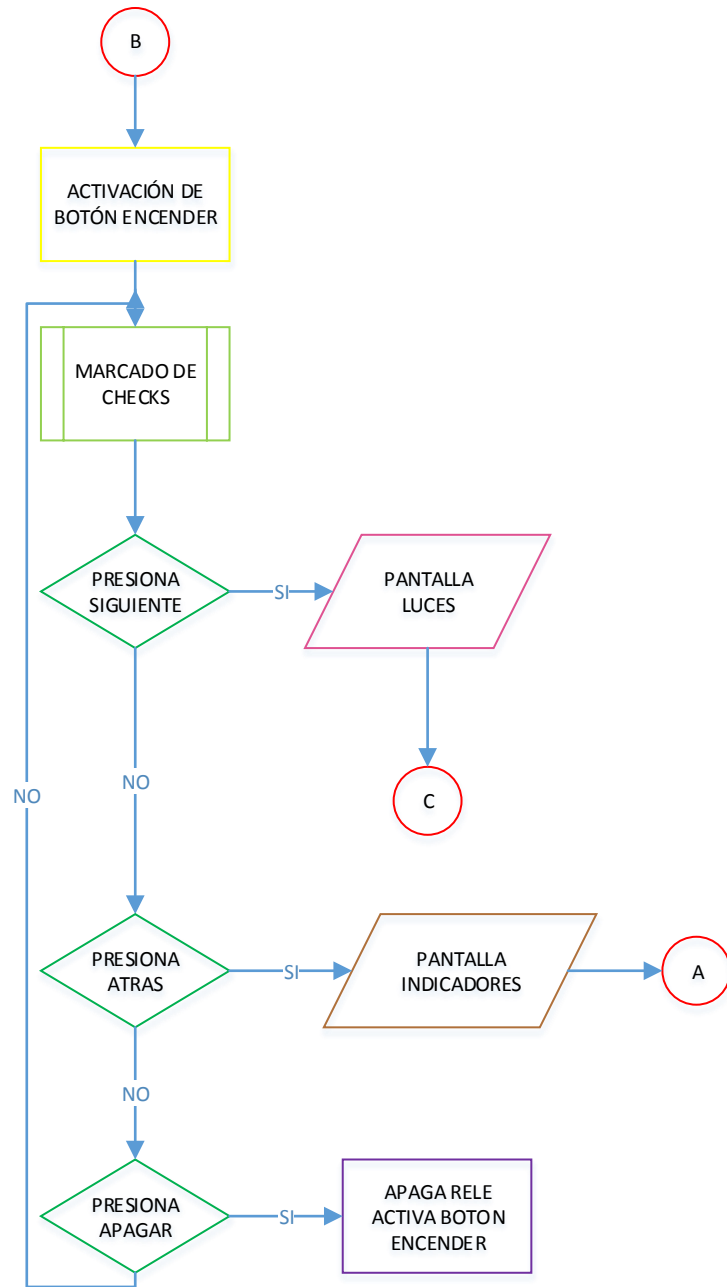 B
ACTIVACIÓN DE
BOTÓN ENCENDER
MARCADO DE
CHECKS
PRESIONA
SIGUIENTE
SI
PANTALLA
LUCES
NO
NO
C
PRESIONA
ATRAS
SI
PANTALLA
INDICADORES
A
NO
PRESIONA
APAGAR
SI
APAGA RELE
ACTIVA BOTON
ENCENDER